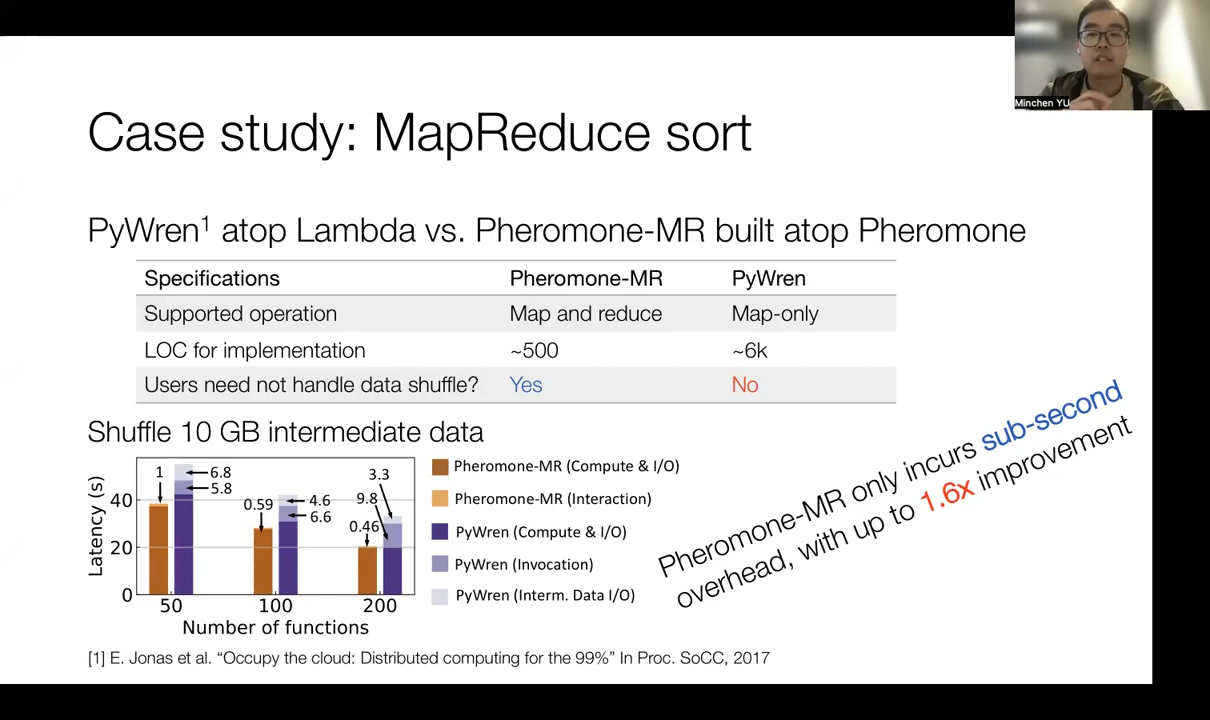 Minchen YU
Case study: MapReduce sort
PyWren¹ atop Lambda vs. Pheromone-MR built atop Pheromone
Specifications Pheromone-MR PyWren
Supported operation Map and reduce Map-only
LOC for implementation ~500 ~6k
Users need not handle data shuffle? Yes No
Shuffle 10 GB intermediate data
Latency (s)
40
20
0
1
6.8
5.8
0.59
4.6
6.6
3.3
9.8
0.46
50 100 200
Number of functions
Pheromone-MR (Compute & I/O)
Pheromone-MR (Interaction)
PyWren (Compute & I/O)
PyWren (Invocation)
PyWren (Interm. Data I/O)
Pheromone-MR only incurs sub-second
overhead, with up to 1.6x improvement
[1] E. Jonas et al. “Occupy the cloud: Distributed computing for the 99%” In Proc. SoCC, 2017